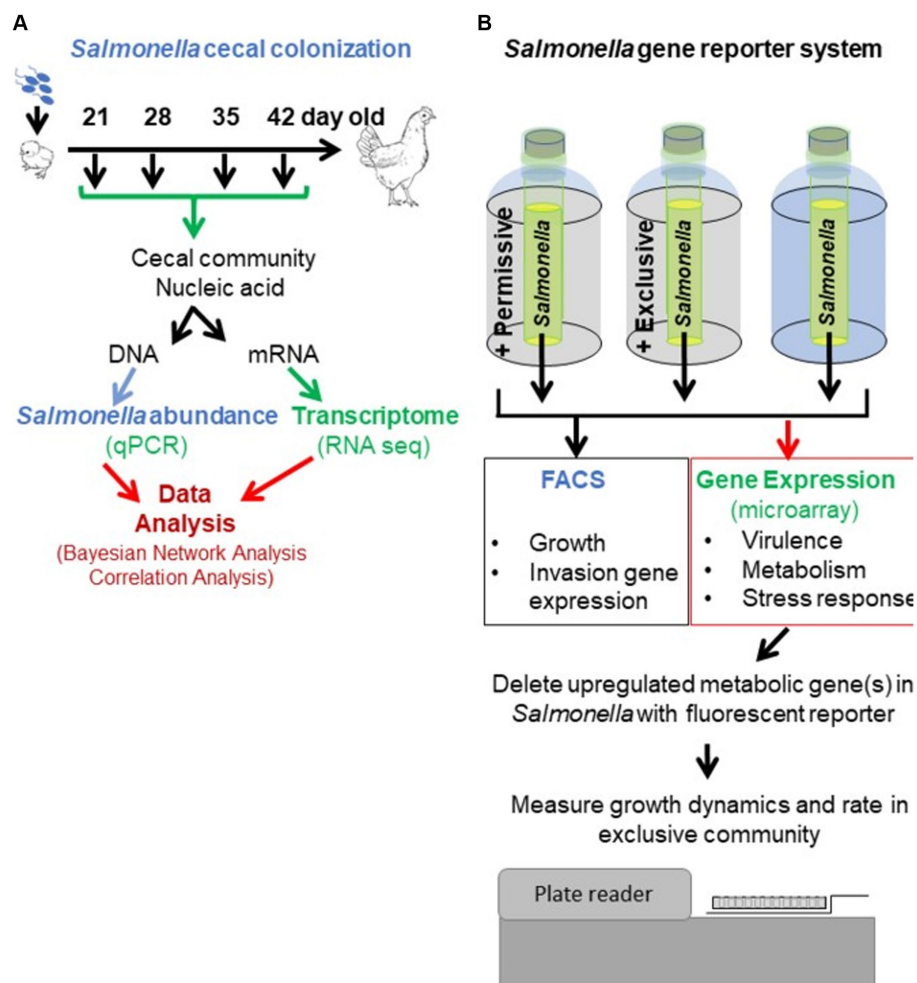 A
Salmonella cecal colonization
21 28 35 42 day old
Cecal community
Nucleic acid
DNA mRNA
Salmonella abundance Transcriptome
(qPCR) (RNA seq)
Data
Analysis
(Bayesian Network Analysis
Correlation Analysis)
B
Salmonella gene reporter system
+ Permissive
Salmonella
+ Exclusive
Salmonella
Salmonella
FACS
• Growth
• Invasion gene
expression
Gene Expression
(microarray)
• Virulence
• Metabolism
• Stress response
Delete upregulated metabolic gene(s) in
Salmonella with fluorescent reporter
Measure growth dynamics and rate in
exclusive community
Plate reader